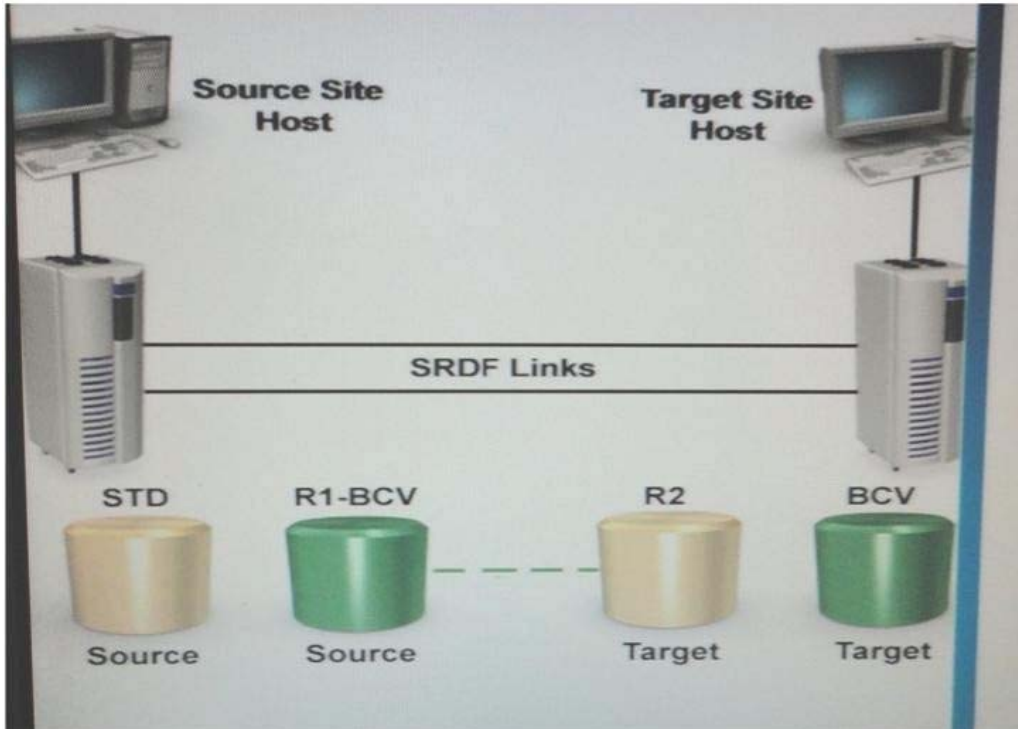 Source Site
Host
Target Site
Host
SRDF Links
STD
R1-BCV
R2
BCV
Source
Source
Target
Target